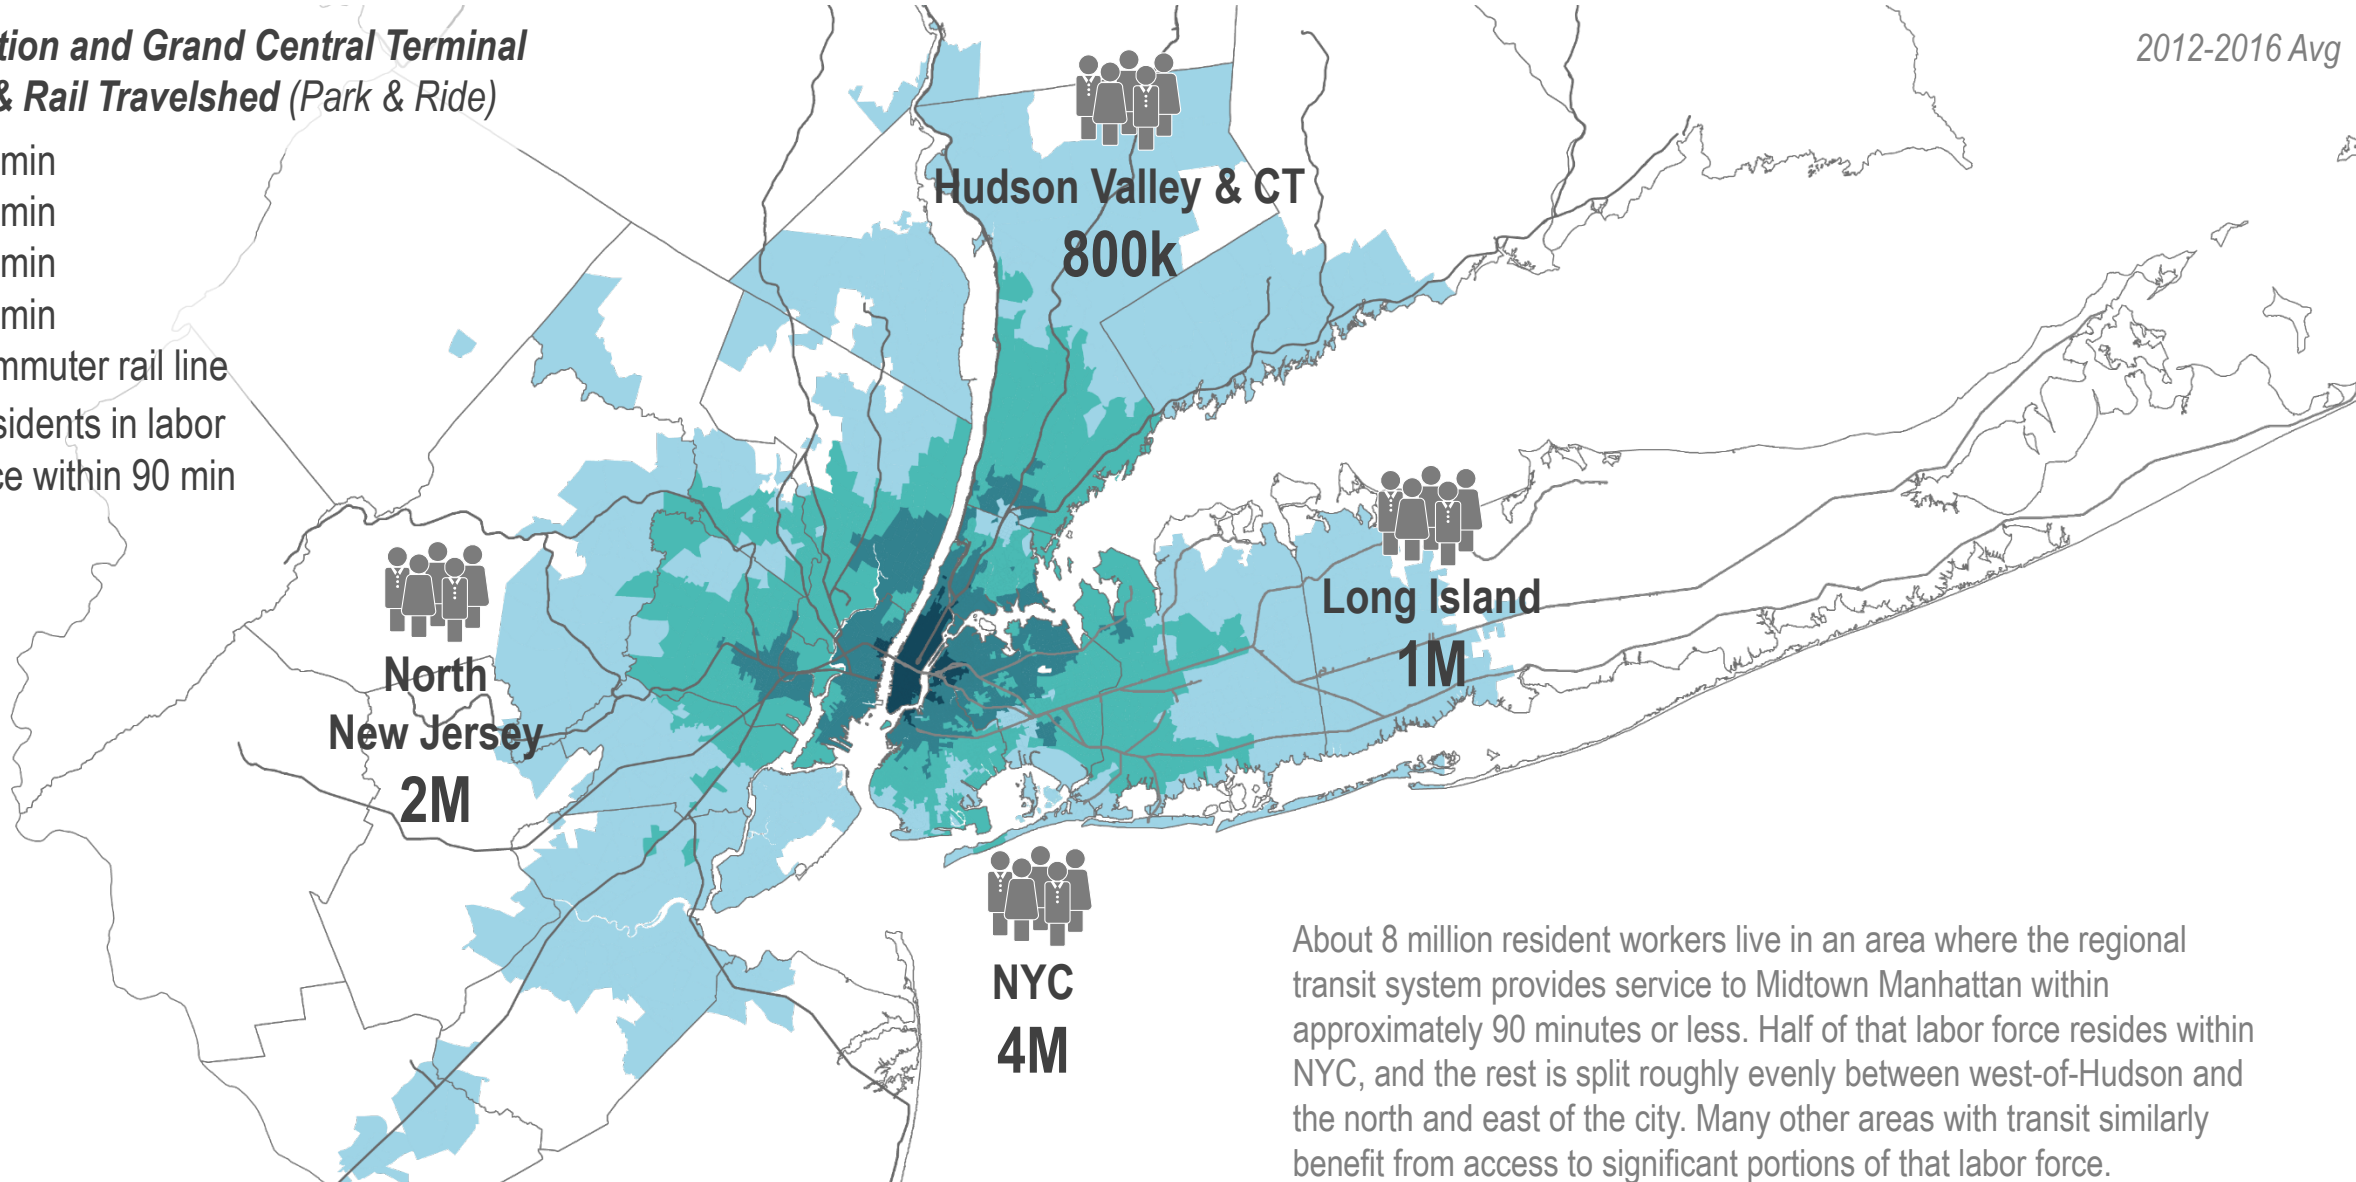 tion and Grand Central Terminal
& Rail Travelshed (Park & Ride)
2012-2016 Avg
min
min
min
min
mmuter rail line
sidents in labor
ce within 90 min
Hudson Valley & CT
800k
Long Island
1M
North
New Jersey
2M
NYC
4M
About 8 million resident workers live in an area where the regional
transit system provides service to Midtown Manhattan within
approximately 90 minutes or less. Half of that labor force resides within
NYC, and the rest is split roughly evenly between west-of-Hudson and
the north and east of the city. Many other areas with transit similarly
benefit from access to significant portions of that labor force.